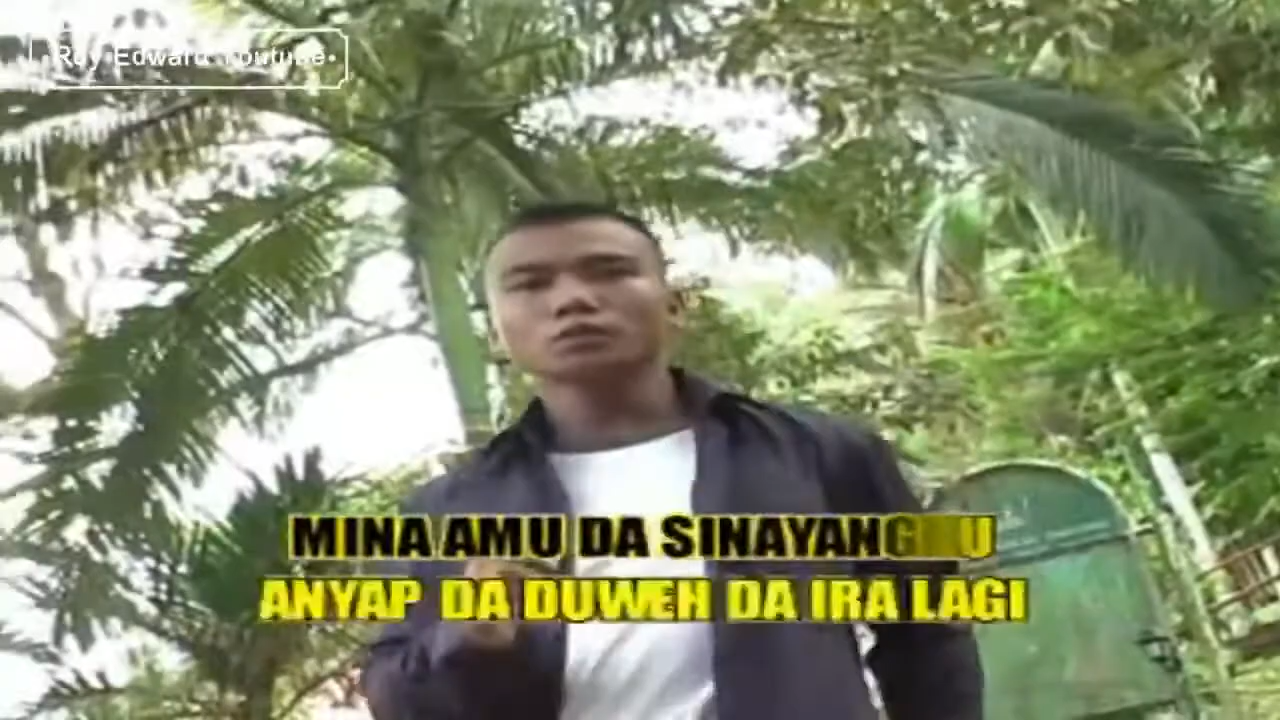 Roy Edward Youtube
MINA AMU DA SINAYANGKU
ANYAP DA DUWEH DA IRA LAGI